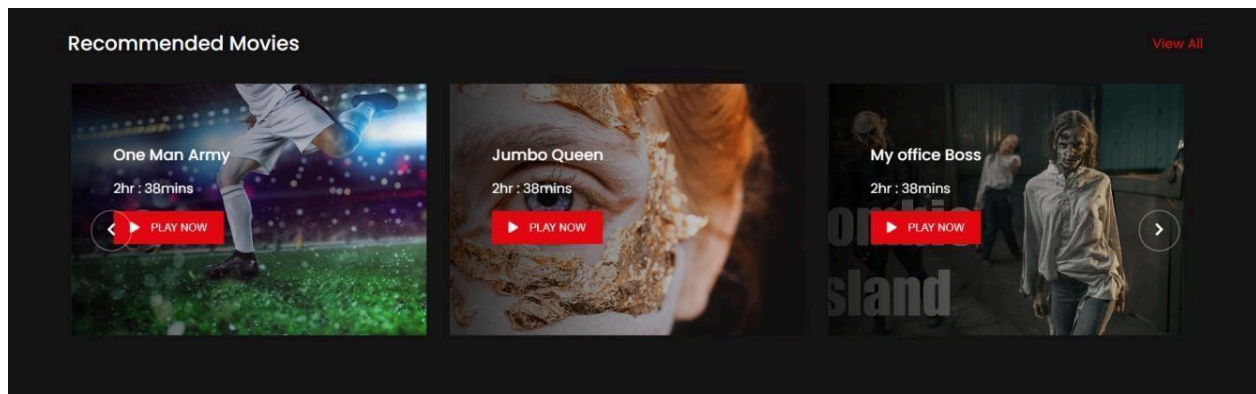 Recommended Movies
View All
One Man Army
2hr : 38mins
PLAY NOW
Jumbo Queen
2hr : 38mins
PLAY NOW
My office Boss
2hr : 38mins
PLAY NOW
sland